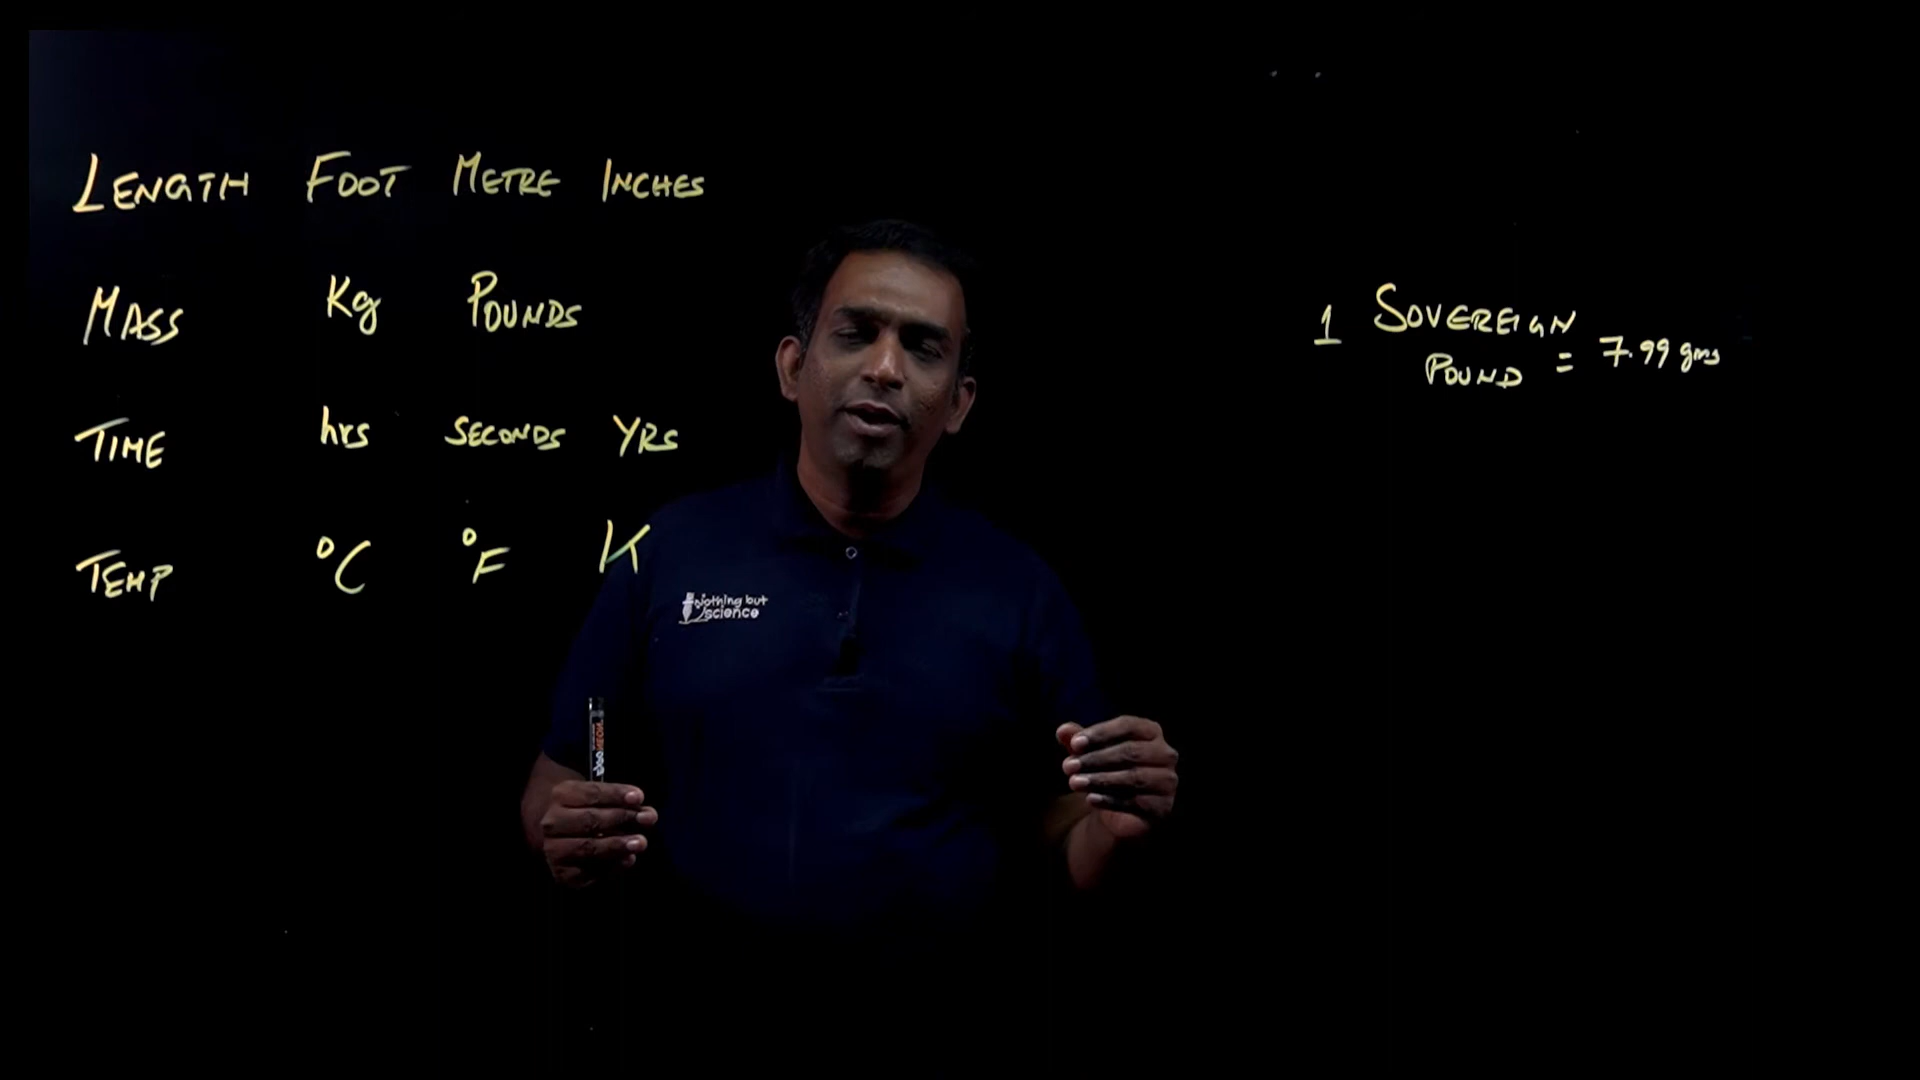 LENGTH FOOT METRE INCHES
MASS Kg POUNDS
TIME hrs SECONDS YRS
TEMP °C °F K
1 SOVEREIGN
POUND = 7.99 gms
Nothing but
science